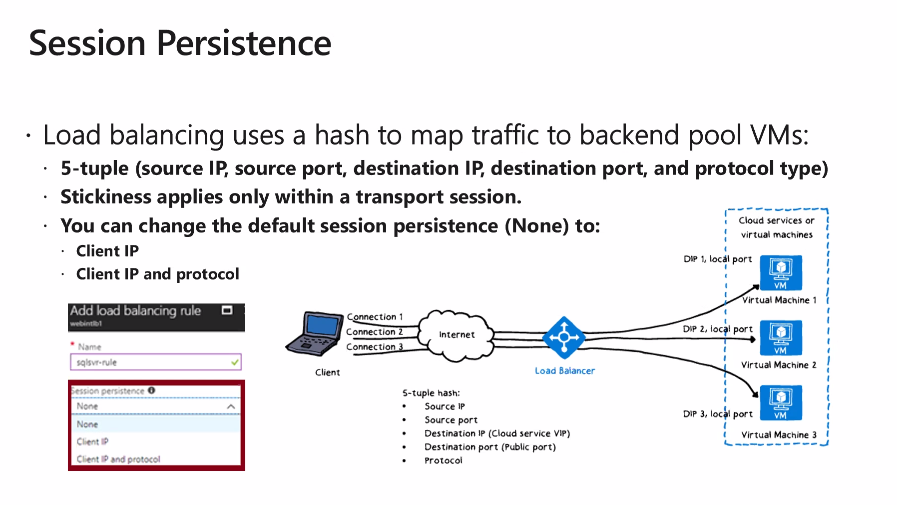 Session Persistence
· Load balancing uses a hash to map traffic to backend pool VMs:
· 5-tuple (source IP, source port, destination IP, destination port, and protocol type)
· Stickiness applies only within a transport session.
· You can change the default session persistence (None) to:
· Client IP
· Client IP and protocol
Add load balancing rule
webintlb1
* Name
sqlsvr-rule
Session persistence
None
None
Client IP
Client IP and protocol
Connection 1
Connection 2
Connection 3
Client
Internet
Load Balancer
5-tuple hash:
• Source IP
• Source port
• Destination IP (Cloud service VIP)
• Destination port (Public port)
• Protocol
Cloud services or
virtual machines
DIP 1, local port
VM
Virtual Machine 1
DIP 2, local port
VM
Virtual Machine 2
DIP 3, local port
VM
Virtual Machine 3